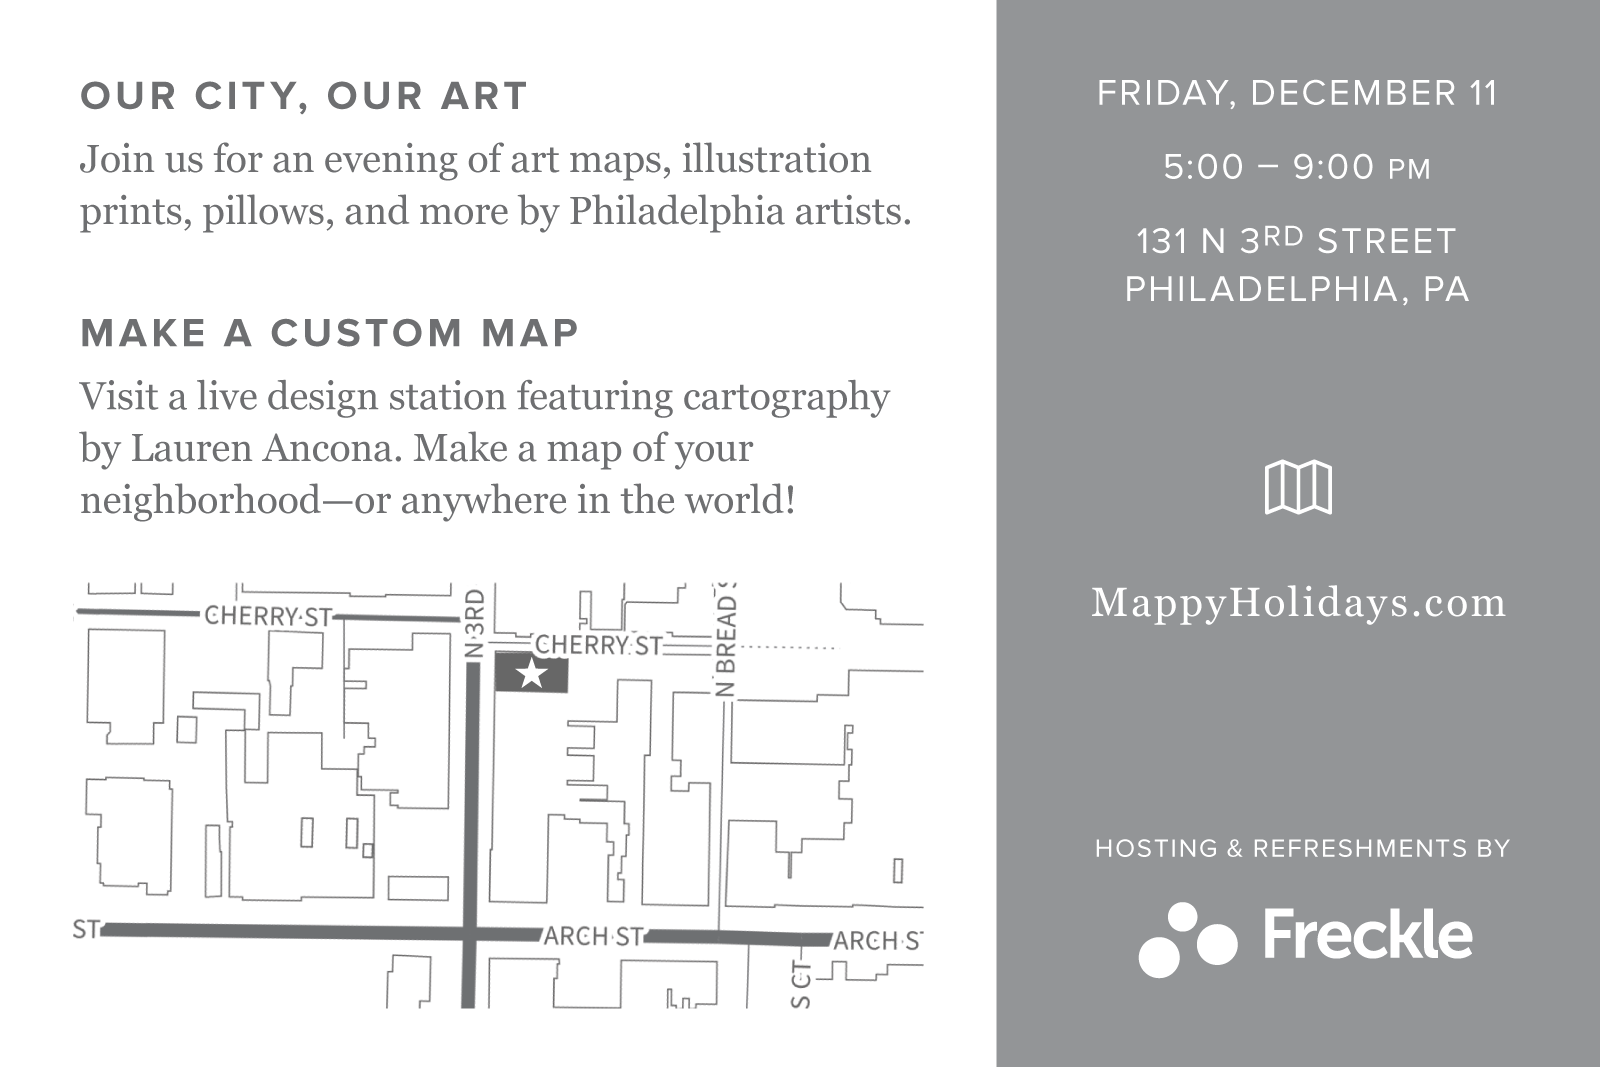 OUR CITY, OUR ART
Join us for an evening of art maps, illustration
prints, pillows, and more by Philadelphia artists.
MAKE A CUSTOM MAP
Visit a live design station featuring cartography
by Lauren Ancona. Make a map of your
neighborhood—or anywhere in the world!
CHERRY ST
N 3RD
CHERRY ST
N BREAD S
ST
ARCH ST
ARCH S
S CT
FRIDAY, DECEMBER 11
5:00 – 9:00 PM
131 N 3RD STREET
PHILADELPHIA, PA
MappyHolidays.com
HOSTING & REFRESHMENTS BY
Freckle